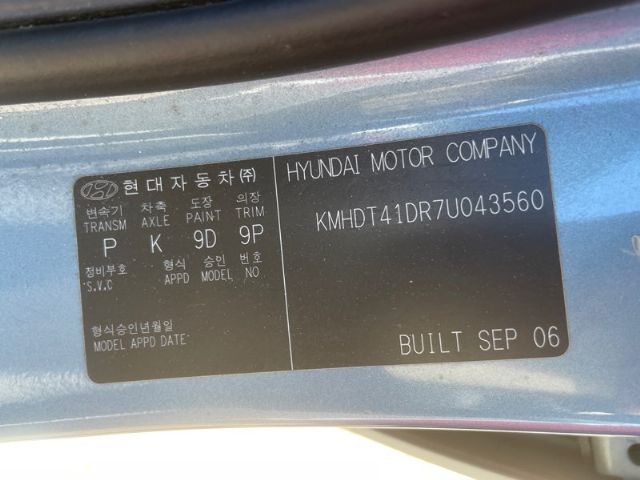 현대자동차㈜
변속기 차축 도장 의장
TRANSM AXLE PAINT TRIM
P K 9D 9P
정비부호 형식 승인 번호
S.V.C APPD MODEL NO
형식승인년월일
MODEL APPD DATE
HYUNDAI MOTOR COMPANY
KMHDT41DR7U043560
BUILT SEP 06